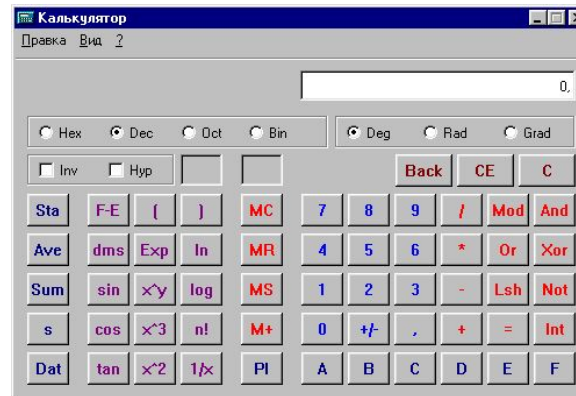 Калькулятор
Правка Вид ?
0,
Hex Dec Oct Bin Deg Rad Grad
Inv Hyp Back CE C
Sta F-E ( ) MC 7 8 9 / Mod And
Ave dms Exp ln MR 4 5 6 * Or Xor
Sum sin x^y log MS 1 2 3 - Lsh Not
s cos x^3 n! M+ 0 +/- , + = Int
Dat tan x^2 1/x PI A B C D E F